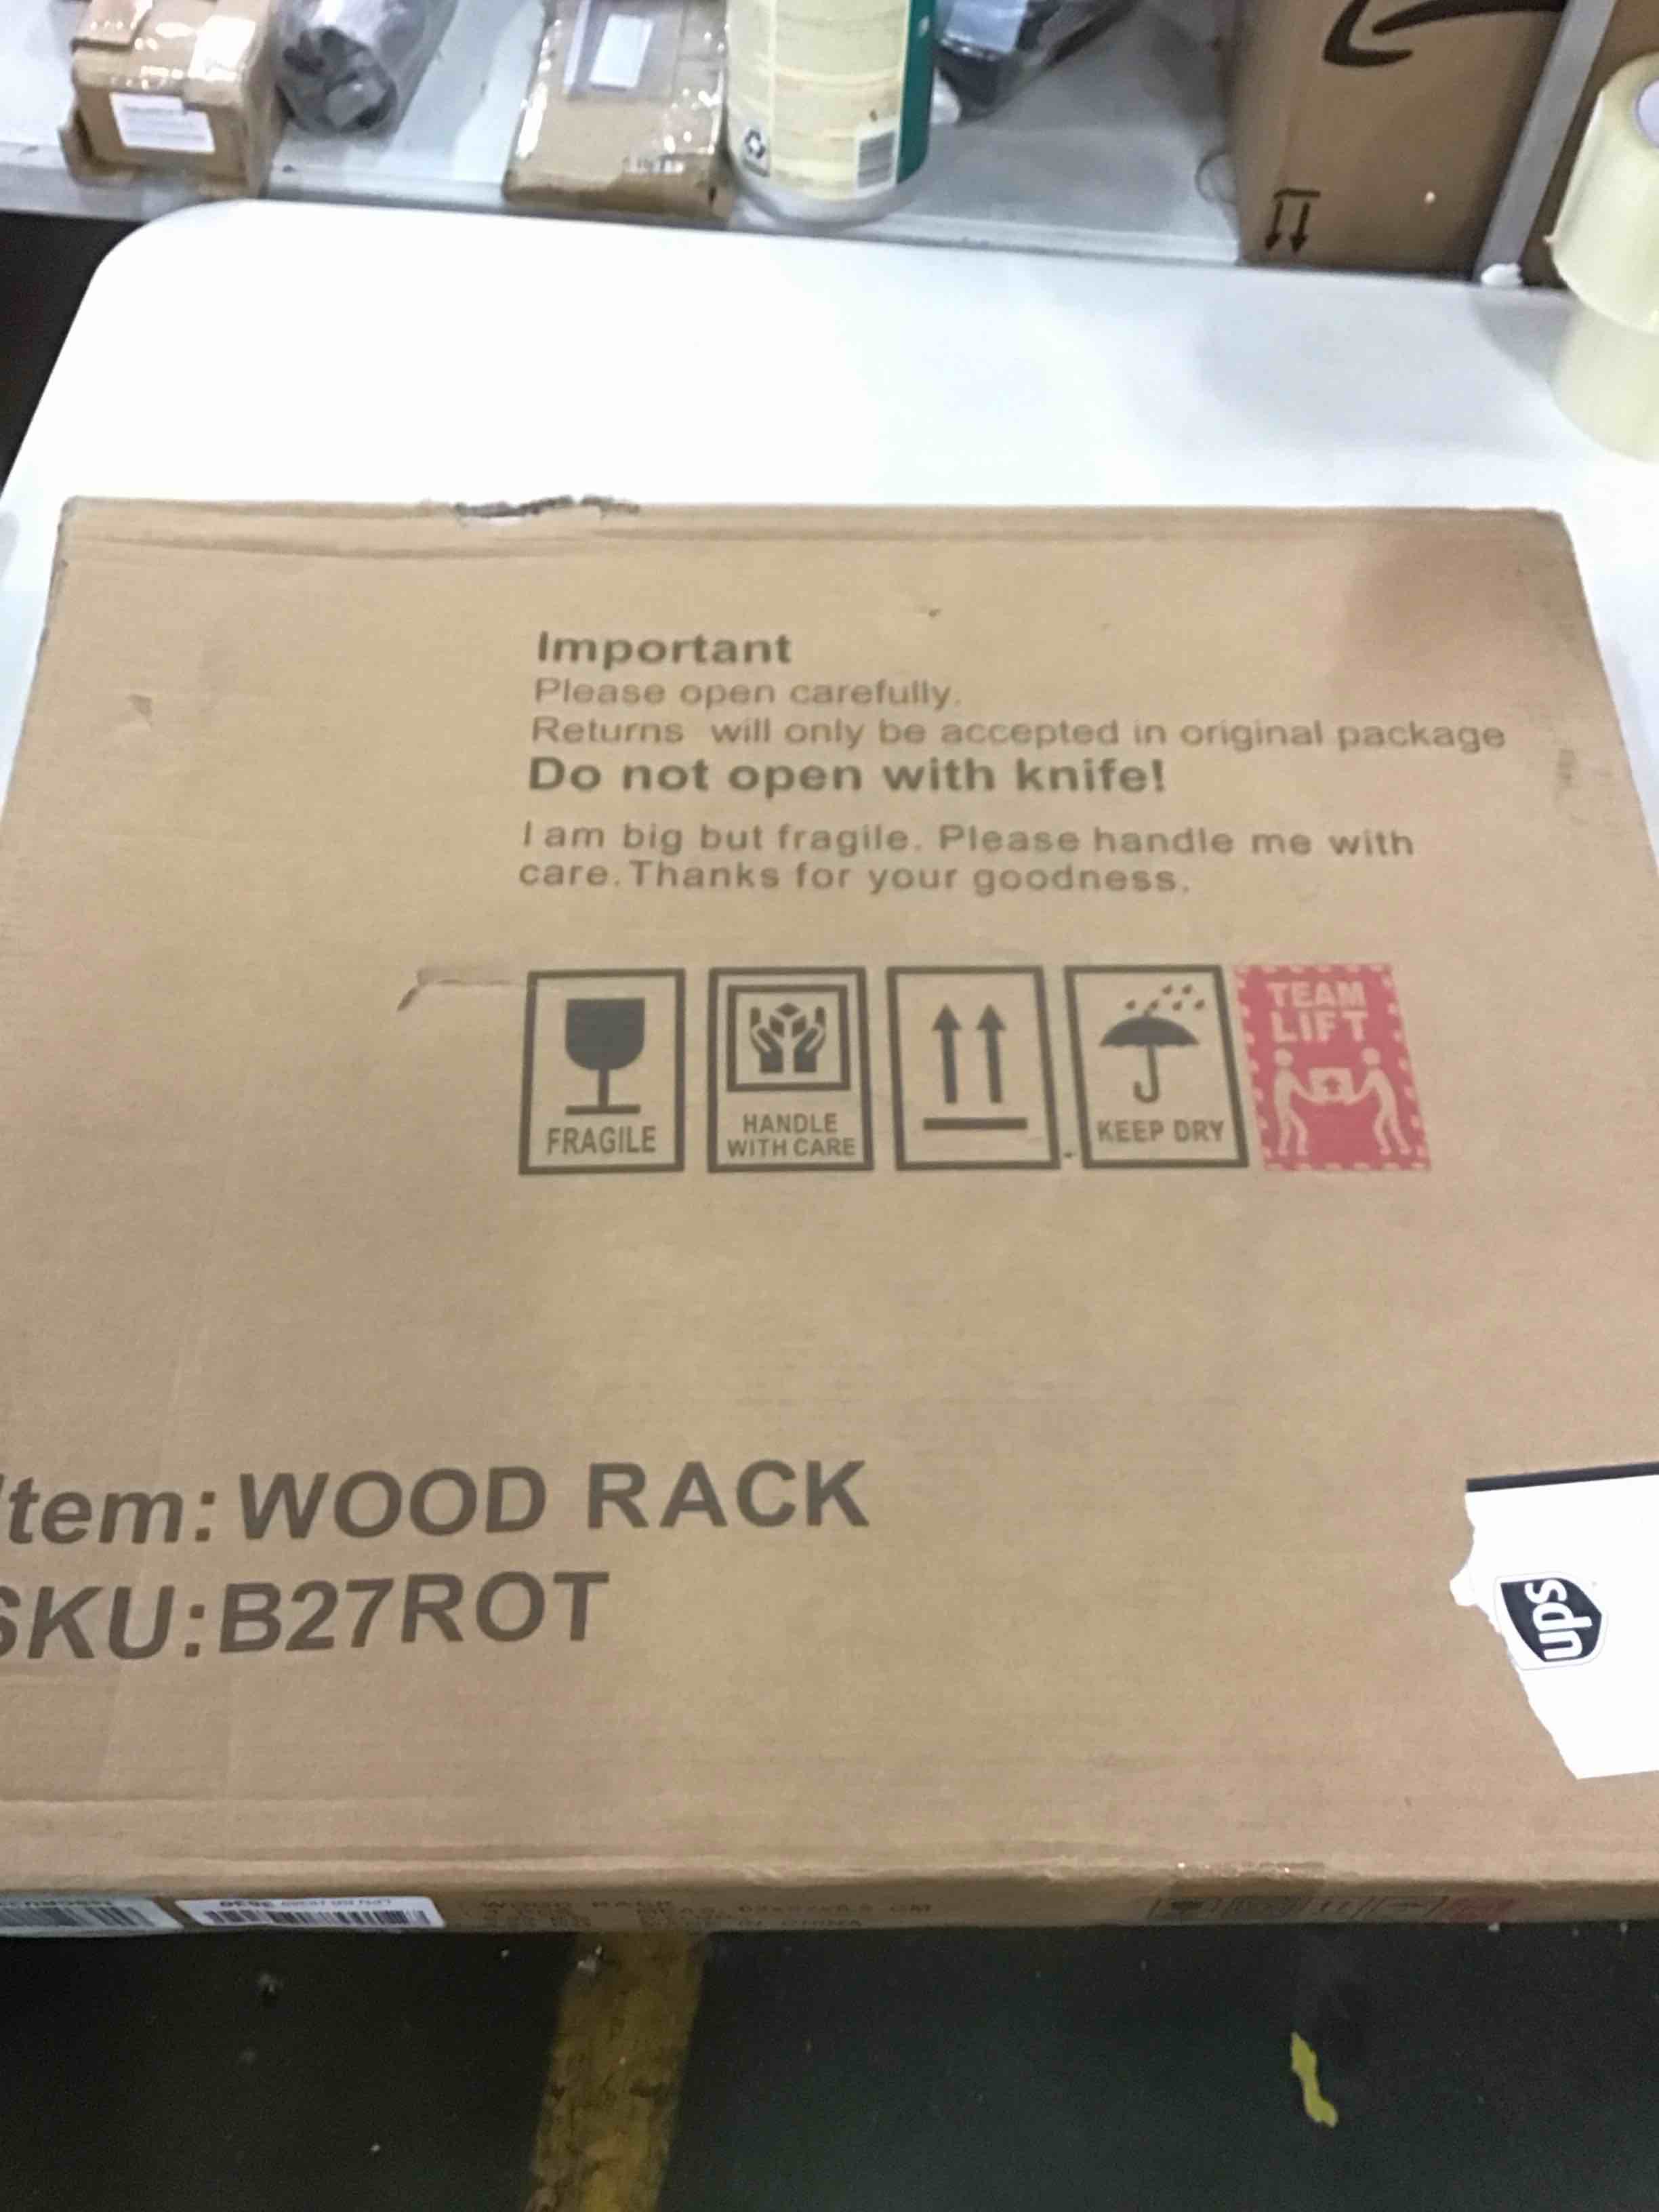 Important
Please open carefully.
Returns will only be accepted in original package
Do not open with knife!
I am big but fragile. Please handle me with
care. Thanks for your goodness.
FRAGILE
HANDLE
WITH CARE
KEEP DRY
TEAM
LIFT
Item: WOOD RACK
SKU:B27ROT
ups
WOOD RACK